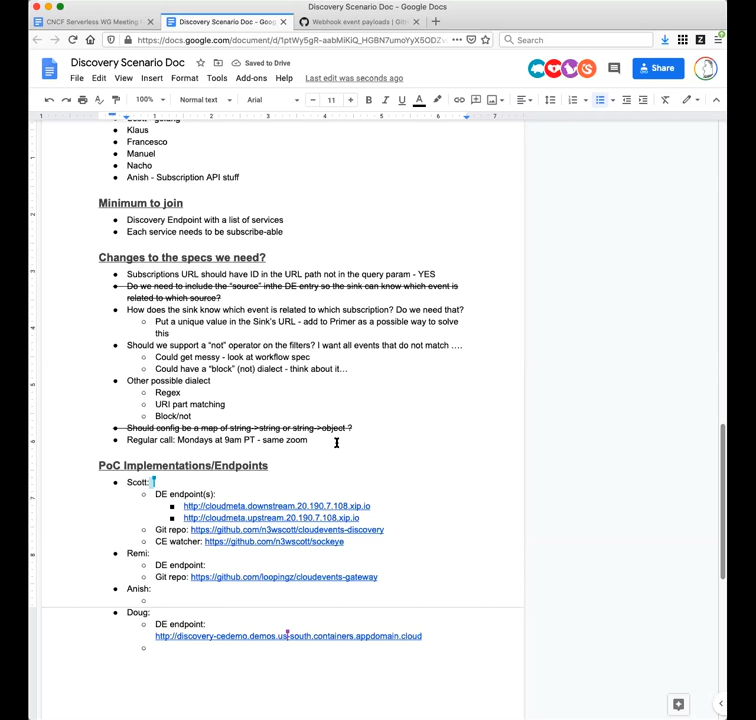 Discovery Scenario Doc - Google Docs
CNCF Serverless WG Meeting
Discovery Scenario Doc - Goog
Webhook event payloads | Git
https://docs.google.com/document/d/1ptWy5gR-aabMiKiQ_HGBN7umoYyX5ODZ
Search
Discovery Scenario Doc
Saved to Drive
File Edit View Insert Format Tools Add-ons Help Last edit was seconds ago
Share
100% Normal text Arial 11 B I U A
1 1 2 3 4 5 6 7
Klaus
Francesco
Manuel
Nacho
Anish - Subscription API stuff
Minimum to join
Discovery Endpoint with a list of services
Each service needs to be subscribe-able
Changes to the specs we need?
Subscriptions URL should have ID in the URL path not in the query param - YES
Do we need to include the "source" inthe DE entry so the sink can know which event is
related to which source?
How does the sink know which event is related to which subscription? Do we need that?
Put a unique value in the Sink's URL - add to Primer as a possible way to solve
this
Should we support a "not" operator on the filters? I want all events that do not match ….
Could get messy - look at workflow spec
Could have a "block" (not) dialect - think about it…
Other possible dialect
Regex
URI part matching
Block/not
Should config be a map of string->string or string->object ?
Regular call: Mondays at 9am PT - same zoom
PoC Implementations/Endpoints
Scott:
DE endpoint(s):
http://cloudmeta.downstream.20.190.7.108.xip.io
http://cloudmeta.upstream.20.190.7.108.xip.io
Git repo: https://github.com/n3wscott/cloudevents-discovery
CE watcher: https://github.com/n3wscott/sockeye
Remi:
DE endpoint:
Git repo: https://github.com/loopingz/cloudevents-gateway
Anish:
Doug:
DE endpoint:
http://discovery-cedemo.demos.us-south.containers.appdomain.cloud